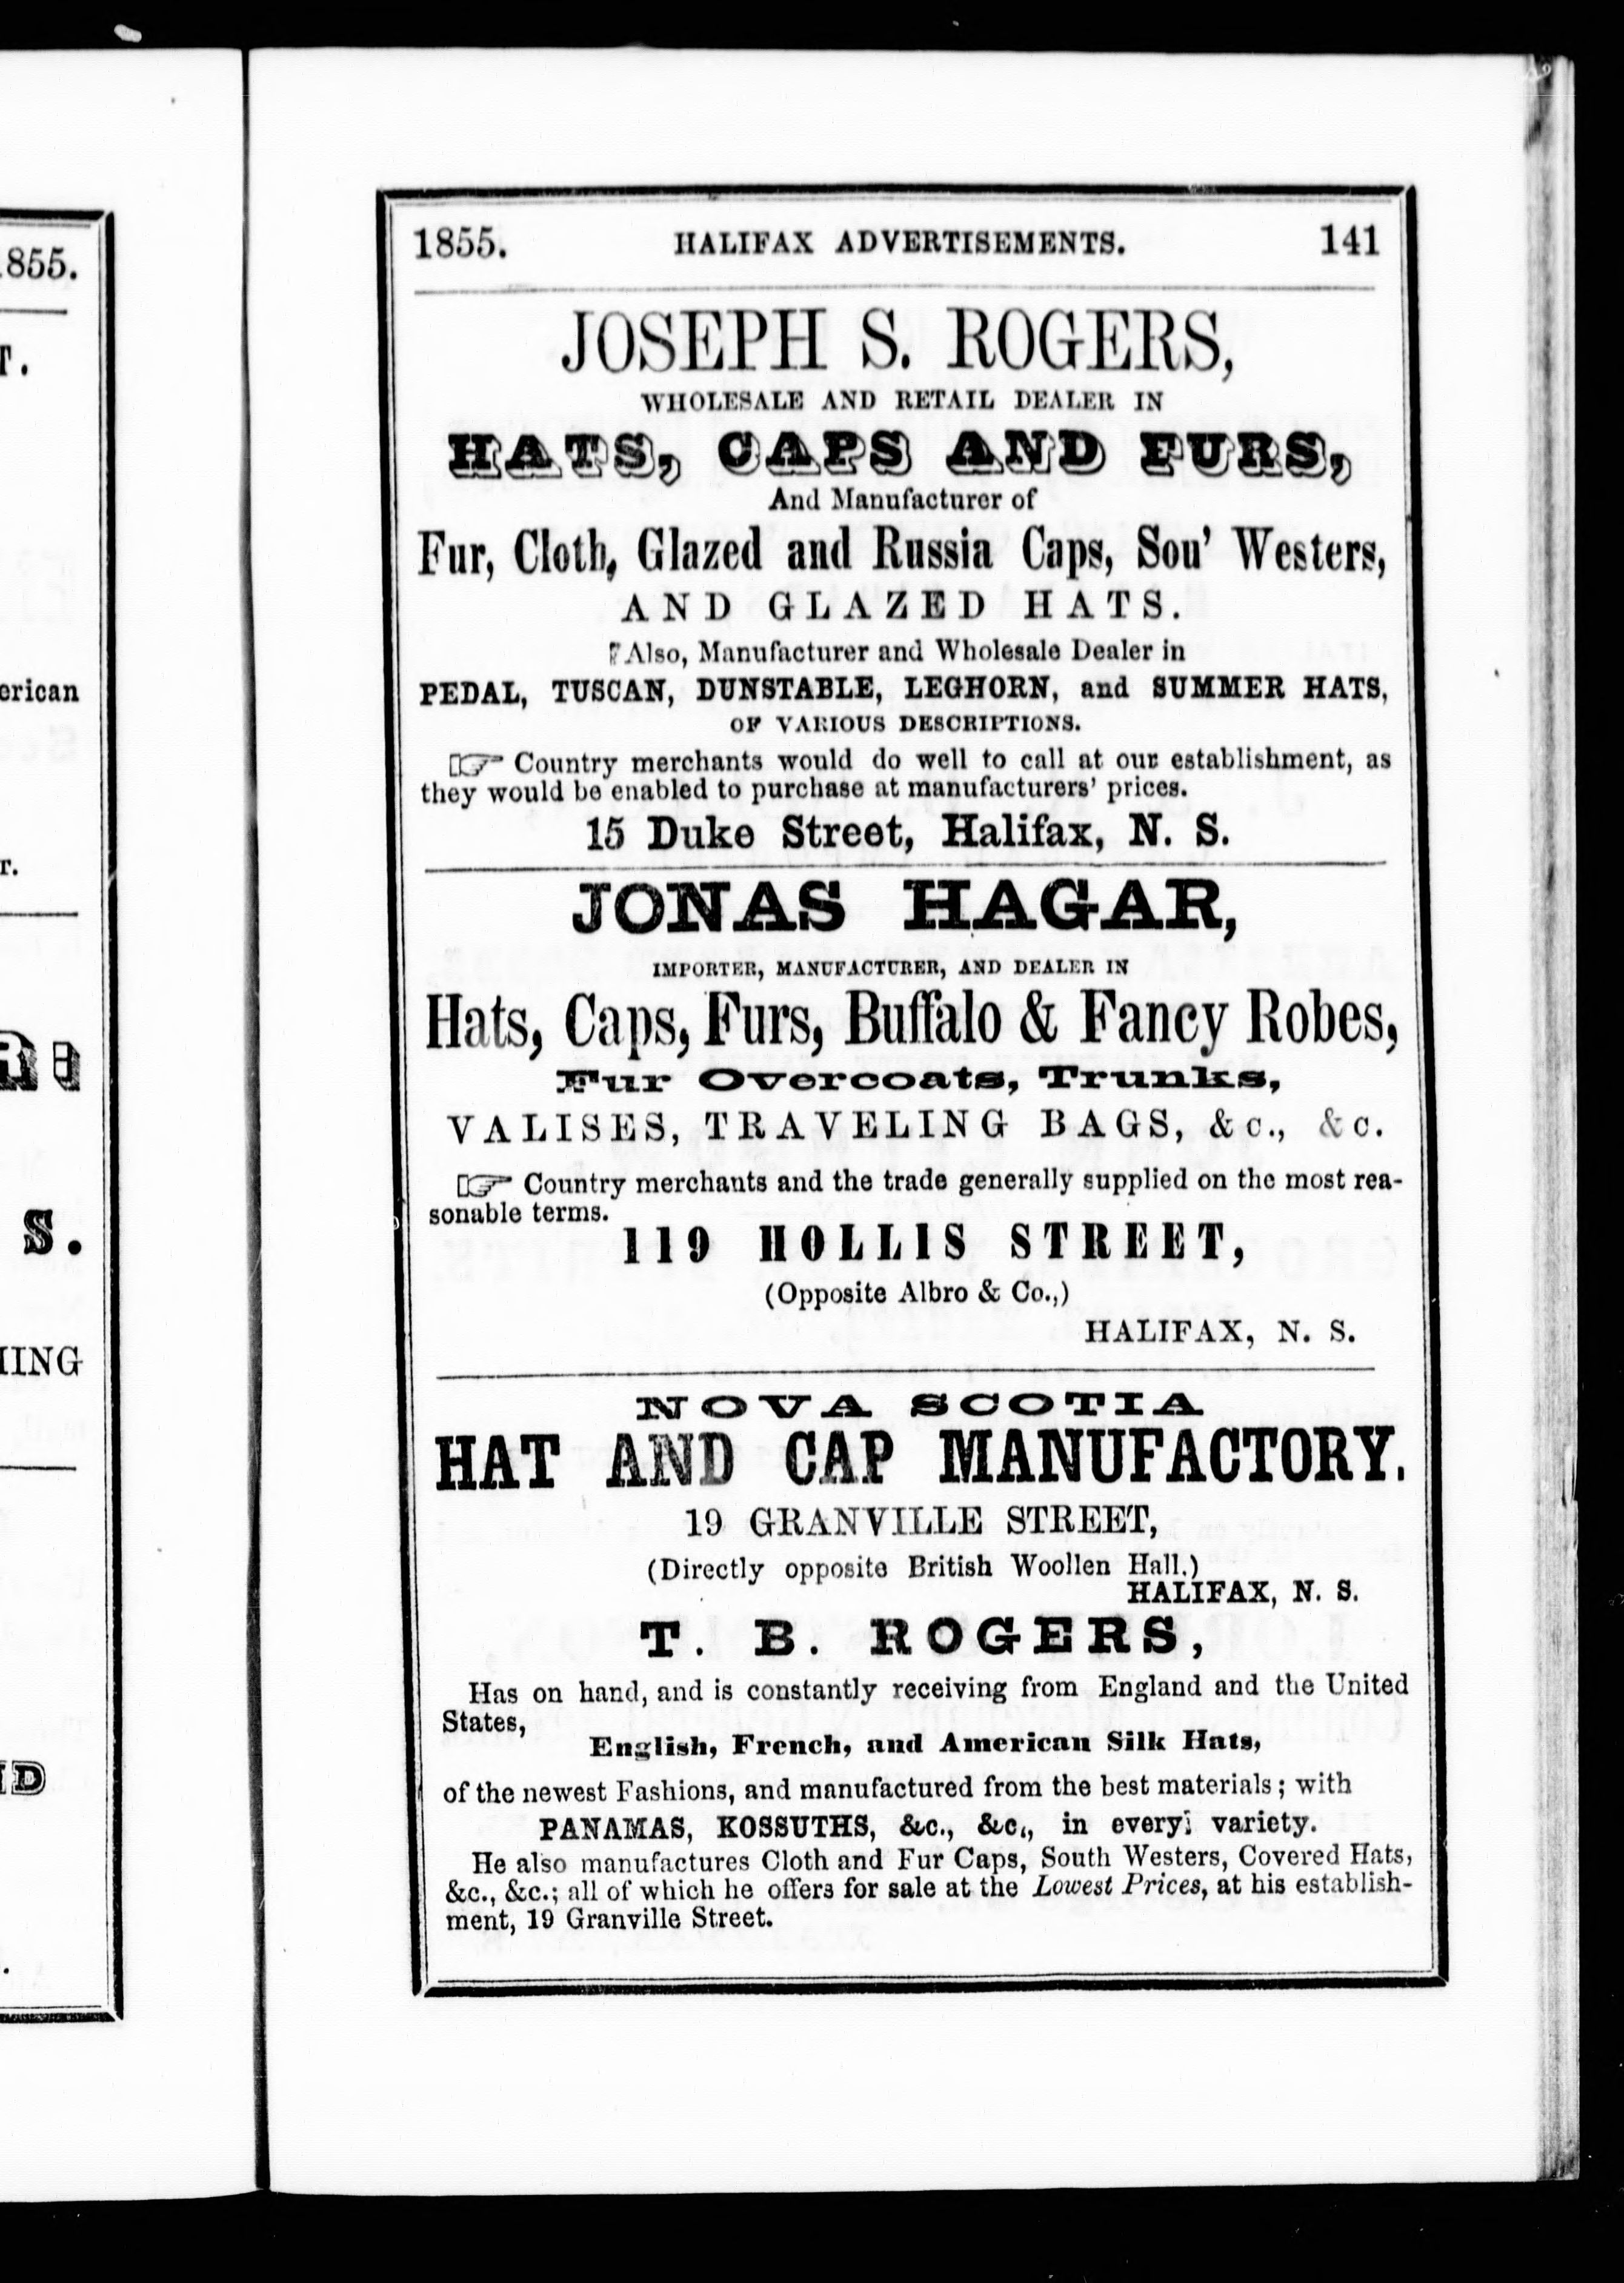 855.
T.
erican
r.
S.
HING
ND
1855. HALIFAX ADVERTISEMENTS. 141
JOSEPH S. ROGERS,
WHOLESALE AND RETAIL DEALER IN
HATS, CAPS AND FURS,
And Manufacturer of
Fur, Cloth, Glazed and Russia Caps, Sou' Westers,
AND GLAZED HATS.
Also, Manufacturer and Wholesale Dealer in
PEDAL, TUSCAN, DUNSTABLE, LEGHORN, and SUMMER HATS,
OF VARIOUS DESCRIPTIONS.
☞ Country merchants would do well to call at our establishment, as
they would be enabled to purchase at manufacturers' prices.
15 Duke Street, Halifax, N. S.
JONAS HAGAR,
IMPORTER, MANUFACTURER, AND DEALER IN
Hats, Caps, Furs, Buffalo & Fancy Robes,
Fur Overcoats, Trunks,
VALISES, TRAVELING BAGS, &c., &c.
☞ Country merchants and the trade generally supplied on the most rea-
sonable terms.
119 HOLLIS STREET,
(Opposite Albro & Co.,)
HALIFAX, N. S.
NOVA SCOTIA
HAT AND CAP MANUFACTORY.
19 GRANVILLE STREET,
(Directly opposite British Woollen Hall.)
HALIFAX, N. S.
T. B. ROGERS,
Has on hand, and is constantly receiving from England and the United
States,
English, French, and American Silk Hats,
of the newest Fashions, and manufactured from the best materials; with
PANAMAS, KOSSUTHS, &c., &c., in every variety.
He also manufactures Cloth and Fur Caps, South Westers, Covered Hats,
&c., &c.; all of which he offers for sale at the Lowest Prices, at his establish-
ment, 19 Granville Street.